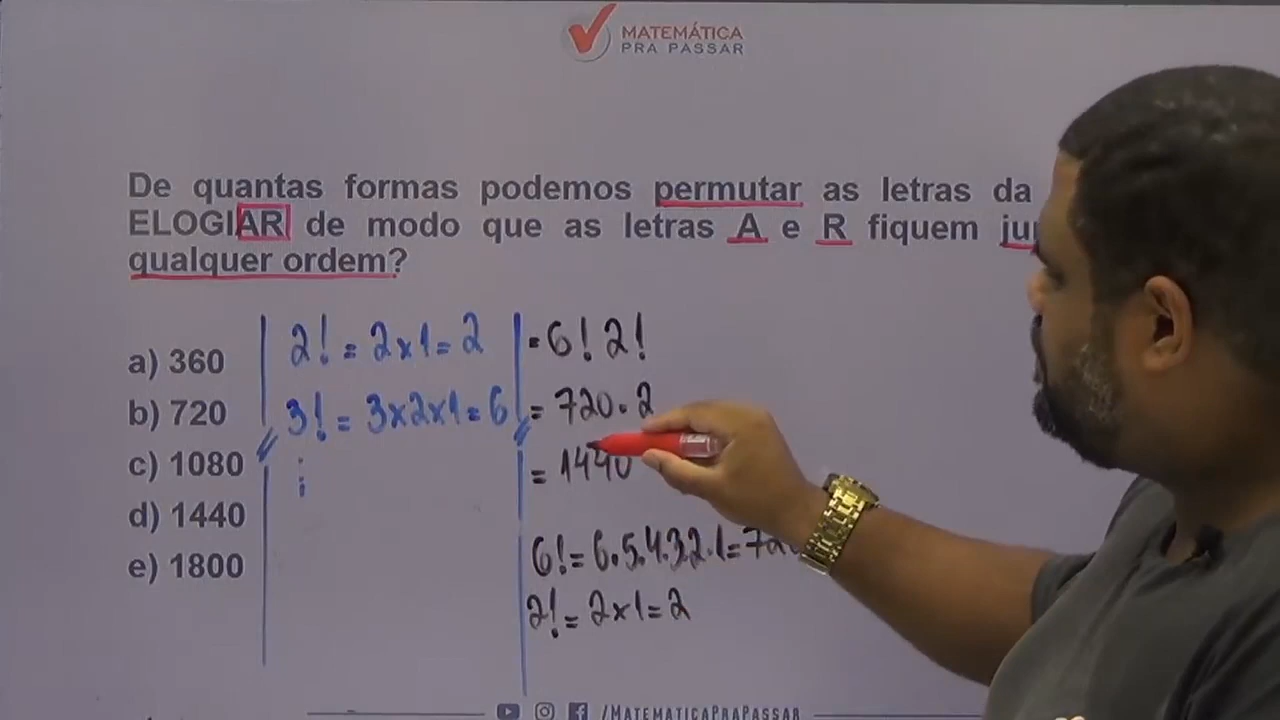 MATEMÁTICA
PRA PASSAR
De quantas formas podemos permutar as letras da
ELOGIAR de modo que as letras A e R fiquem
qualquer ordem?
a) 360
b) 720
c) 1080
d) 1440
e) 1800
2! = 2x1 = 2
3! = 3x2x1 = 6
= 6! 2!
= 720 . 2
= 1440
6! = 6.5.4.3.2.1 =
2! = 2x1 = 2
/MATEMATICAPRAPASSAR